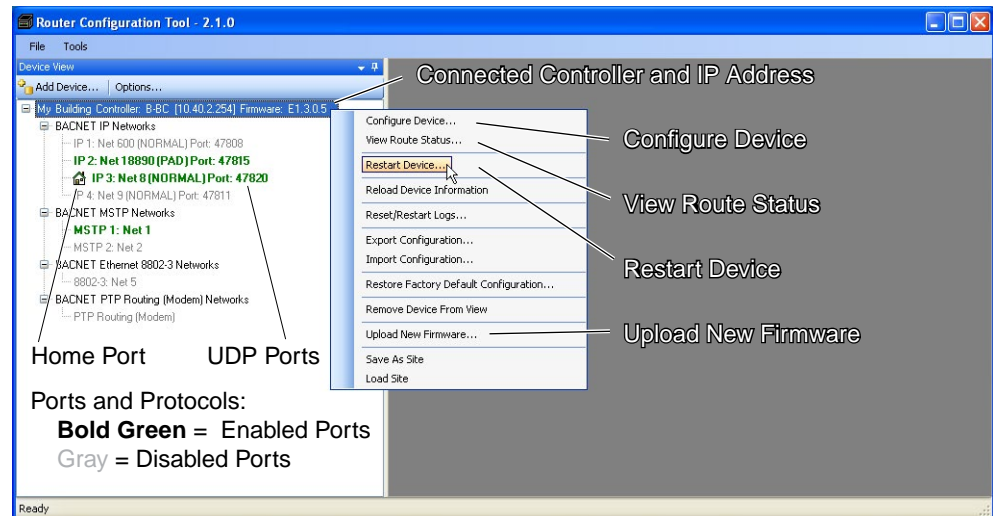 Router Configuration Tool - 2.1.0
File Tools
Device View
Add Device... Options...
Connected Controller and IP Address
My Building Controller: B-BC [10.40.2.254] Firmware: E1.3.0.5
BACNET IP Networks
IP 1: Net 600 (NORMAL) Port: 47808
IP 2: Net 18890 (PAD) Port: 47815
IP 3: Net 8 (NORMAL) Port: 47820
IP 4: Net 9 (NORMAL) Port: 47811
BACNET MSTP Networks
MSTP 1: Net 1
MSTP 2: Net 2
BACNET Ethernet 8802-3 Networks
8802-3: Net 5
BACNET PTP Routing (Modem) Networks
PTP Routing (Modem)
Configure Device...
View Route Status...
Restart Device...
Reload Device Information
Reset/Restart Logs...
Export Configuration...
Import Configuration...
Restore Factory Default Configuration...
Remove Device From View
Upload New Firmware...
Save As Site
Load Site
Configure Device
View Route Status
Restart Device
Upload New Firmware
Home Port UDP Ports
Ports and Protocols:
Bold Green = Enabled Ports
Gray = Disabled Ports
Ready